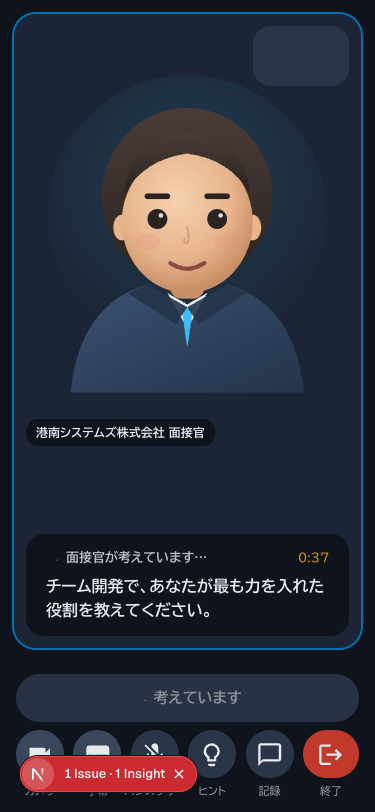 港南システムズ株式会社 面接官
面接官が考えています…
0:37
チーム開発で、あなたが最も力を入れた
役割を教えてください。
考えています
N
1 Issue · 1 Insight ×
ヒント
記録
終了